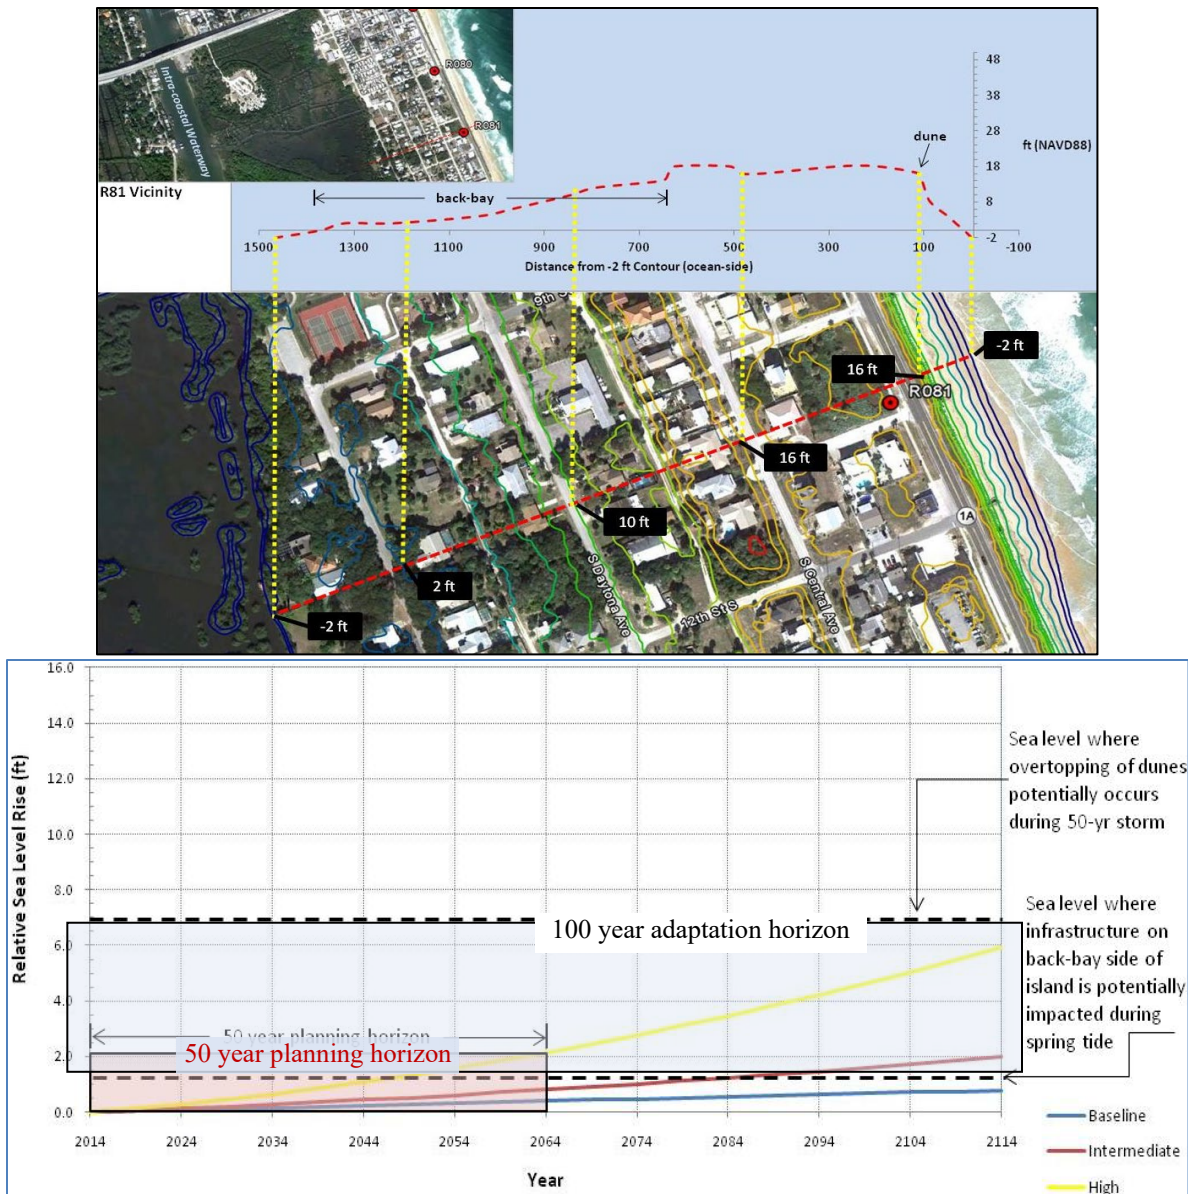 R080
R081
Intra-coastal Waterway
R81 Vicinity
48
38
28
18
8
-2
ft (NAVD88)
dune
back-bay
1500
1300
1100
900
700
500
300
100
-100
Distance from -2 ft Contour (ocean-side)
9th S
-2 ft
16 ft
R081
16 ft
10 ft
1A
2 ft
-2 ft
S Daytona Ave
12th St S
S Central Ave
16.0
14.0
12.0
10.0
8.0
6.0
4.0
2.0
0.0
Relative Sea Level Rise (ft)
Sea level where
overtopping of dunes
potentially occurs
during 50-yr storm
100 year adaptation horizon
Sea level where
infrastructure on
back-bay side of
island is potentially
impacted during
spring tide
50 year planning horizon
50 year planning horizon
2014
2024
2034
2044
2054
2064
2074
2084
2094
2104
2114
Year
Baseline
Intermediate
High